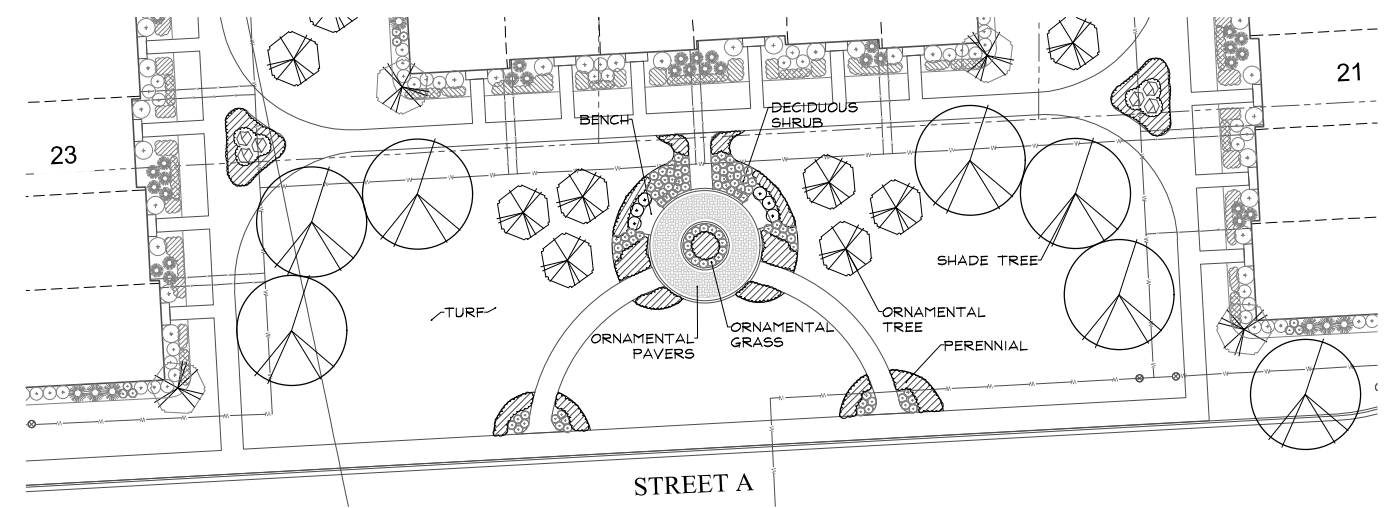 21
DECIDUOUS
SHRUB
BENCH
23
SHADE TREE
TURF
ORNAMENTAL
TREE
ORNAMENTAL
GRASS
ORNAMENTAL
PAVERS
PERENNIAL
STREET A